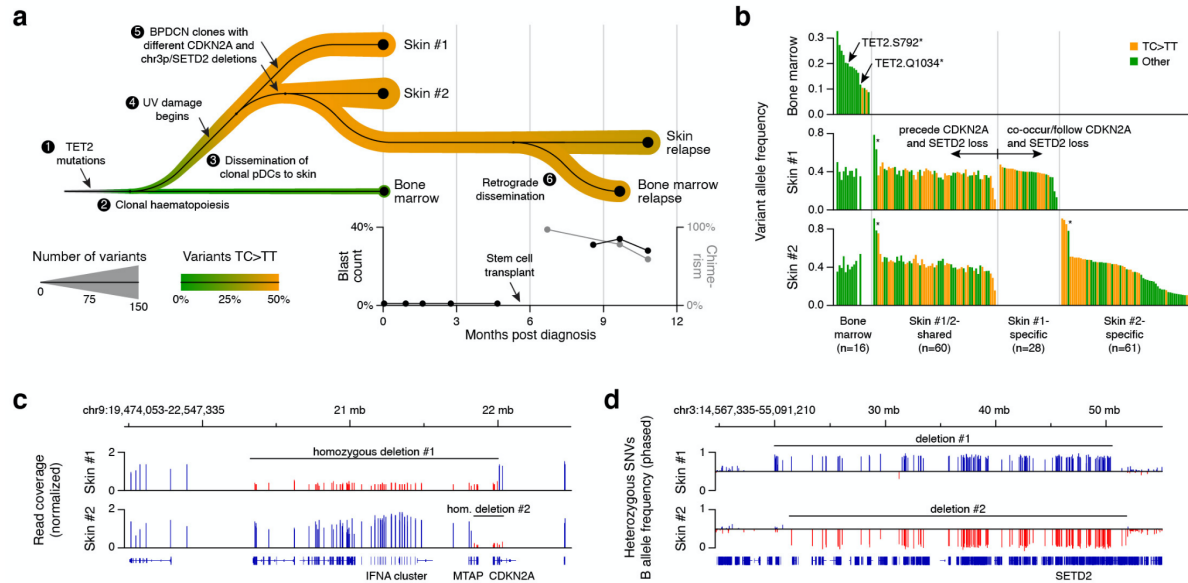 a
5 BPDCN clones with
different CDKN2A and
chr3p/SETD2 deletions
Skin #1
Skin #2
4 UV damage
begins
1 TET2
mutations
3 Dissemination of
clonal pDCs to skin
2 Clonal haematopoiesis
Bone
marrow
Skin
relapse
6
Retrograde
dissemination
Bone marrow
relapse
Number of variants
0 75 150
Variants TC>TT
0% 25% 50%
Blast
count
40%
0%
Stem cell
transplant
100%
0%
Chime-
rism
0 3 6 9 12
Months post diagnosis
b
Variant allele frequency
Bone marrow
0.3
0.2
0.1
0.0
TET2.S792*
TET2.Q1034*
TC>TT
Other
Skin #1
0.8
0.4
0.0
*
precede CDKN2A
and SETD2 loss
co-occur/follow CDKN2A
and SETD2 loss
Skin #2
0.8
0.4
0.0
*
*
Bone
marrow
(n=16)
Skin #1/2-
shared
(n=60)
Skin #1-
specific
(n=28)
Skin #2-
specific
(n=61)
c
chr9:19,474,053-22,547,335
21 mb
22 mb
Read coverage
(normalized)
Skin #1
2
0
homozygous deletion #1
Skin #2
2
0
hom. deletion #2
IFNA cluster
MTAP CDKN2A
d
chr3:14,567,335-55,091,210
30 mb
40 mb
50 mb
Heterozygous SNVs
B allele frequency (phased)
Skin #1
1
0
deletion #1
Skin #2
0
1
deletion #2
SETD2